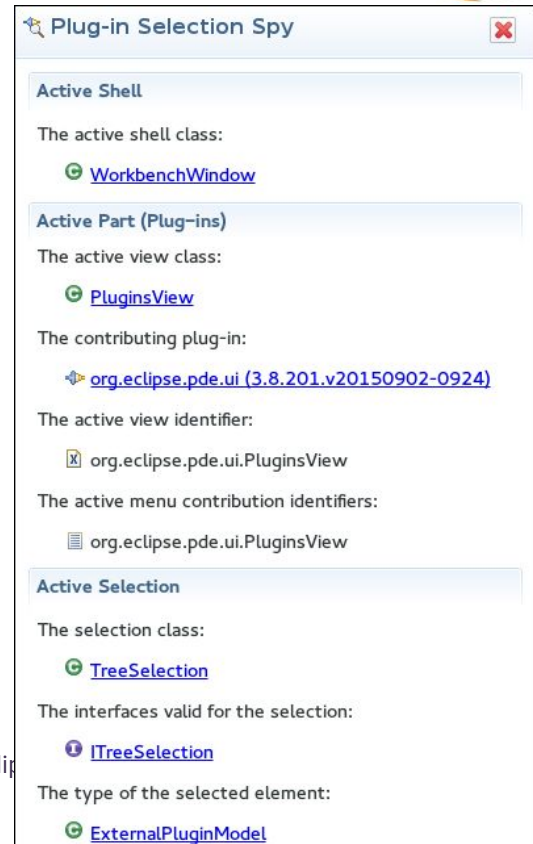 Plug-in Selection Spy
Active Shell
The active shell class:
WorkbenchWindow
Active Part (Plug-ins)
The active view class:
PluginsView
The contributing plug-in:
org.eclipse.pde.ui (3.8.201.v20150902-0924)
The active view identifier:
org.eclipse.pde.ui.PluginsView
The active menu contribution identifiers:
org.eclipse.pde.ui.PluginsView
Active Selection
The selection class:
TreeSelection
The interfaces valid for the selection:
ITreeSelection
The type of the selected element:
ExternalPluginModel